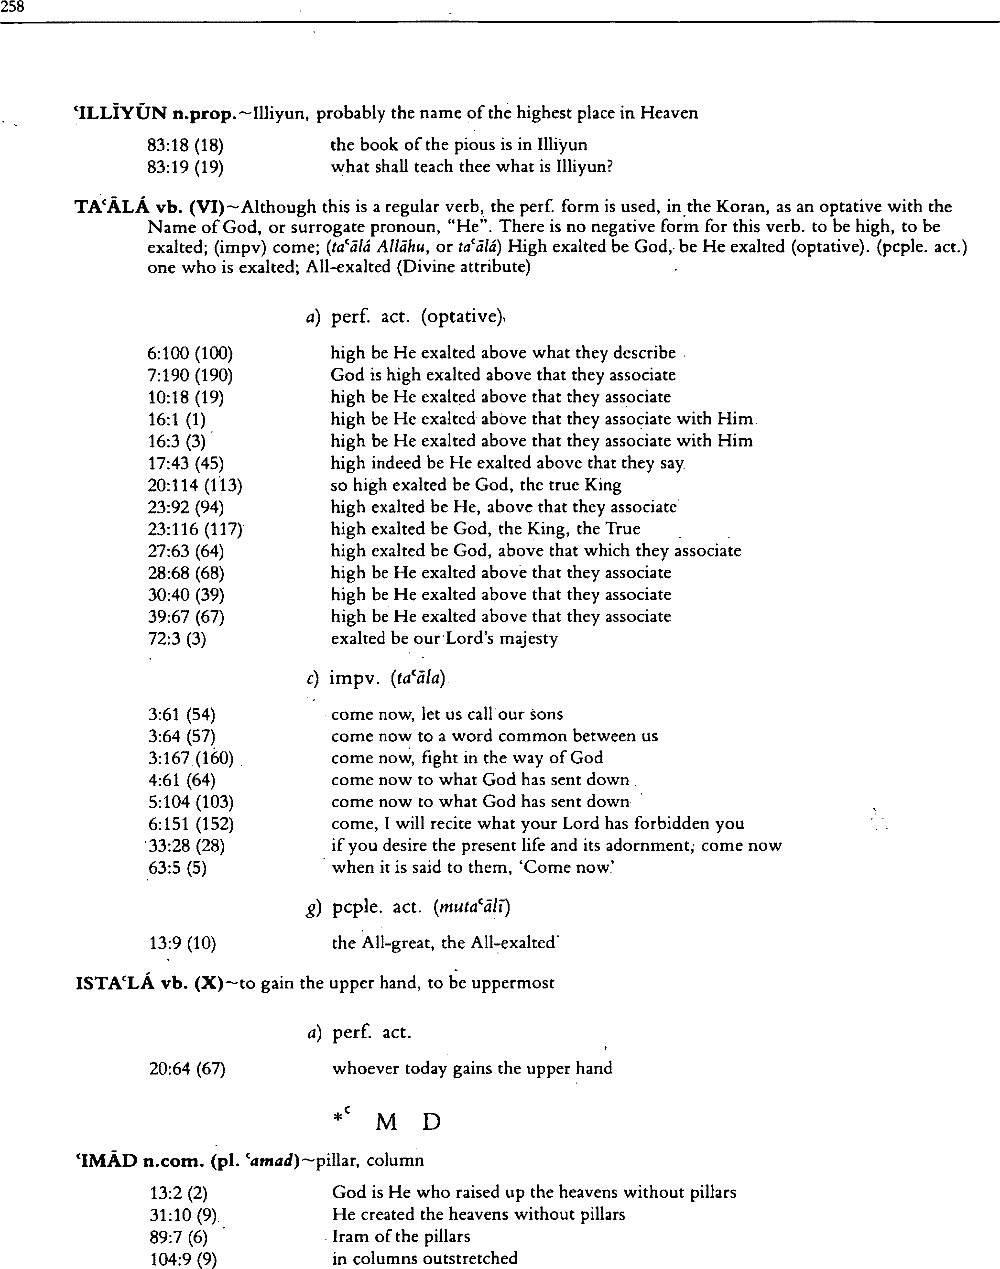 258
ʿILLĪYŪN n.prop.~Illiyun, probably the name of the highest place in Heaven
83:18 (18) the book of the pious is in Illiyun
83:19 (19) what shall teach thee what is Illiyun?
TAʿĀLÁ vb. (VI)~Although this is a regular verb, the perf. form is used, in the Koran, as an optative with the
Name of God, or surrogate pronoun, “He”. There is no negative form for this verb. to be high, to be
exalted; (impv) come; (taʿālá Allāhu, or taʿālá) High exalted be God, be He exalted (optative). (pcple. act.)
one who is exalted; All-exalted (Divine attribute)
a) perf. act. (optative)
6:100 (100) high be He exalted above what they describe
7:190 (190) God is high exalted above that they associate
10:18 (19) high be He exalted above that they associate
16:1 (1) high be He exalted above that they associate with Him
16:3 (3) high be He exalted above that they associate with Him
17:43 (45) high indeed be He exalted above that they say
20:114 (113) so high exalted be God, the true King
23:92 (94) high exalted be He, above that they associate
23:116 (117) high exalted be God, the King, the True
27:63 (64) high exalted be God, above that which they associate
28:68 (68) high be He exalted above that they associate
30:40 (39) high be He exalted above that they associate
39:67 (67) high be He exalted above that they associate
72:3 (3) exalted be our Lord's majesty
c) impv. (taʿāla)
3:61 (54) come now, let us call our sons
3:64 (57) come now to a word common between us
3:167 (160) come now, fight in the way of God
4:61 (64) come now to what God has sent down
5:104 (103) come now to what God has sent down
6:151 (152) come, I will recite what your Lord has forbidden you
33:28 (28) if you desire the present life and its adornment, come now
63:5 (5) when it is said to them, ‘Come now.’
g) pcple. act. (mutaʿālī)
13:9 (10) the All-great, the All-exalted
ISTAʿLÁ vb. (X)~to gain the upper hand, to be uppermost
a) perf. act.
20:64 (67) whoever today gains the upper hand
*ʿ M D
ʿIMĀD n.com. (pl. ʿamad)~pillar, column
13:2 (2) God is He who raised up the heavens without pillars
31:10 (9) He created the heavens without pillars
89:7 (6) Iram of the pillars
104:9 (9) in columns outstretched